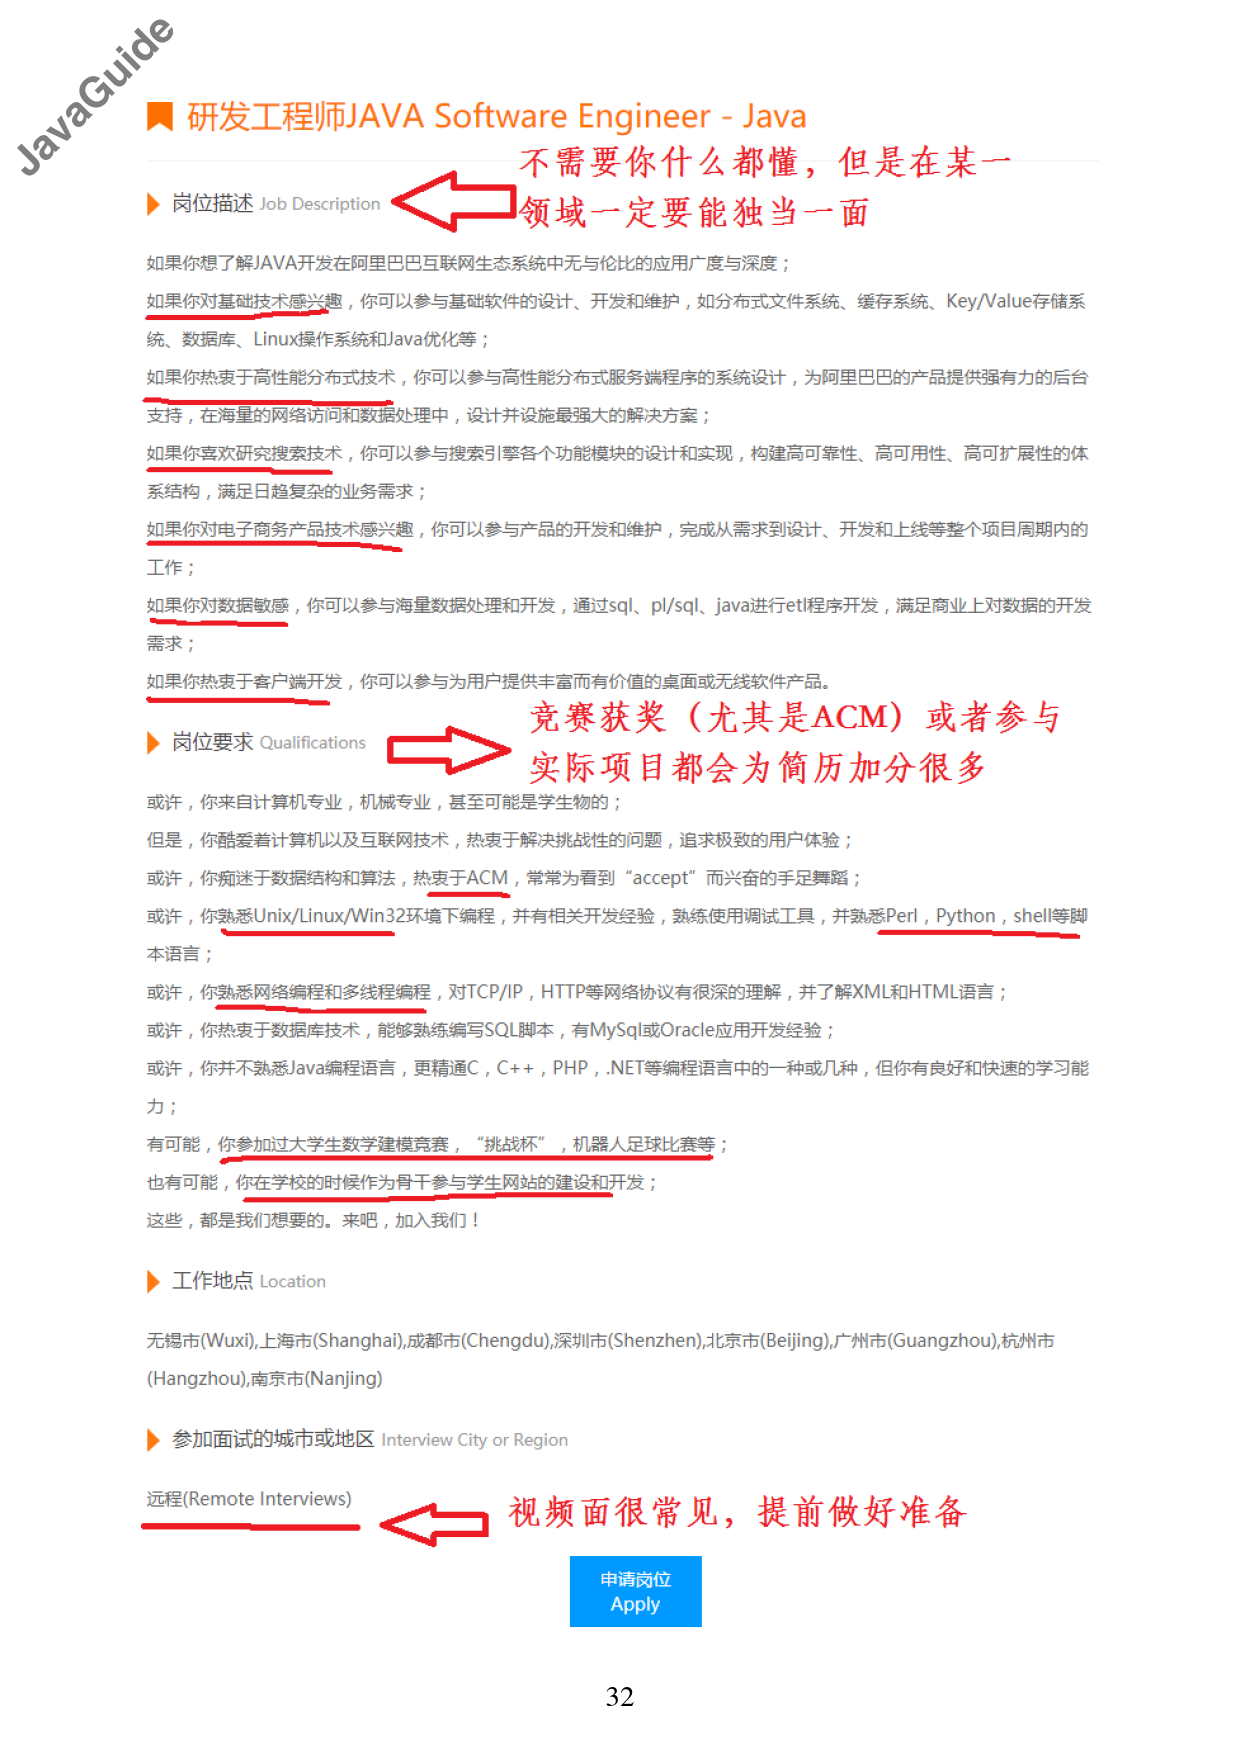 JavaGuide
研发工程师JAVA Software Engineer - Java
不需要你什么都懂，但是在某一
岗位描述 Job Description
领域一定要能独当一面
如果你想了解JAVA开发在阿里巴巴互联网生态系统中无与伦比的应用广度与深度；
如果你对基础技术感兴趣，你可以参与基础软件的设计、开发和维护，如分布式文件系统、缓存系统、Key/Value存储系
统、数据库、Linux操作系统和Java优化等；
如果你热衷于高性能分布式技术，你可以参与高性能分布式服务端程序的系统设计，为阿里巴巴的产品提供强有力的后台
支持，在海量的网络访问和数据处理中，设计并设施最强大的解决方案；
如果你喜欢研究搜索技术，你可以参与搜索引擎各个功能模块的设计和实现，构建高可靠性、高可用性、高可扩展性的体
系结构，满足日趋复杂的业务需求；
如果你对电子商务产品技术感兴趣，你可以参与产品的开发和维护，完成从需求到设计、开发和上线等整个项目周期内的
工作；
如果你对数据敏感，你可以参与海量数据处理和开发，通过sql、pl/sql、java进行etl程序开发，满足商业上对数据的开发
需求；
如果你热衷于客户端开发，你可以参与为用户提供丰富而有价值的桌面或无线软件产品。
竞赛获奖（尤其是ACM）或者参与
岗位要求 Qualifications
实际项目都会为简历加分很多
或许，你来自计算机专业，机械专业，甚至可能是学生物的；
但是，你酷爱着计算机以及互联网技术，热衷于解决挑战性的问题，追求极致的用户体验；
或许，你痴迷于数据结构和算法，热衷于ACM，常常为看到“accept”而兴奋的手足舞蹈；
或许，你熟悉Unix/Linux/Win32环境下编程，并有相关开发经验，熟练使用调试工具，并熟悉Perl，Python，shell等脚
本语言；
或许，你熟悉网络编程和多线程编程，对TCP/IP，HTTP等网络协议有很深的理解，并了解XML和HTML语言；
或许，你热衷于数据库技术，能够熟练编写SQL脚本，有MySql或Oracle应用开发经验；
或许，你并不熟悉Java编程语言，更精通C，C++，PHP，.NET等编程语言中的一种或几种，但你有良好和快速的学习能
力；
有可能，你参加过大学生数学建模竞赛，“挑战杯”，机器人足球比赛等；
也有可能，你在学校的时候作为骨干参与学生网站的建设和开发；
这些，都是我们想要的。来吧，加入我们！
工作地点 Location
无锡市(Wuxi),上海市(Shanghai),成都市(Chengdu),深圳市(Shenzhen),北京市(Beijing),广州市(Guangzhou),杭州市
(Hangzhou),南京市(Nanjing)
参加面试的城市或地区 Interview City or Region
远程(Remote Interviews)
视频面很常见，提前做好准备
申请岗位
Apply
32